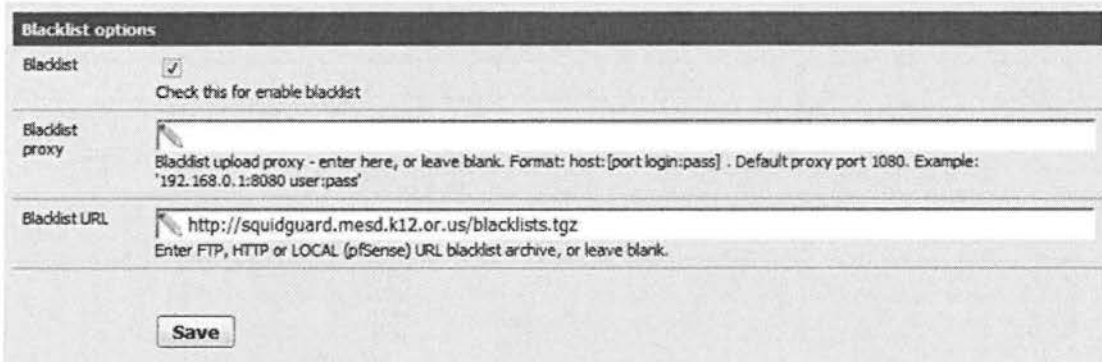 Blacklist options
Blacklist
Check this for enable blacklist
Blacklist
proxy
Blacklist upload proxy - enter here, or leave blank. Format: host:[port login:pass] . Default proxy port 1080. Example:
'192.168.0.1:8080 user:pass'
Blacklist URL
http://squidguard.mesd.k12.or.us/blacklists.tgz
Enter FTP, HTTP or LOCAL (pfSense) URL blacklist archive, or leave blank.
Save